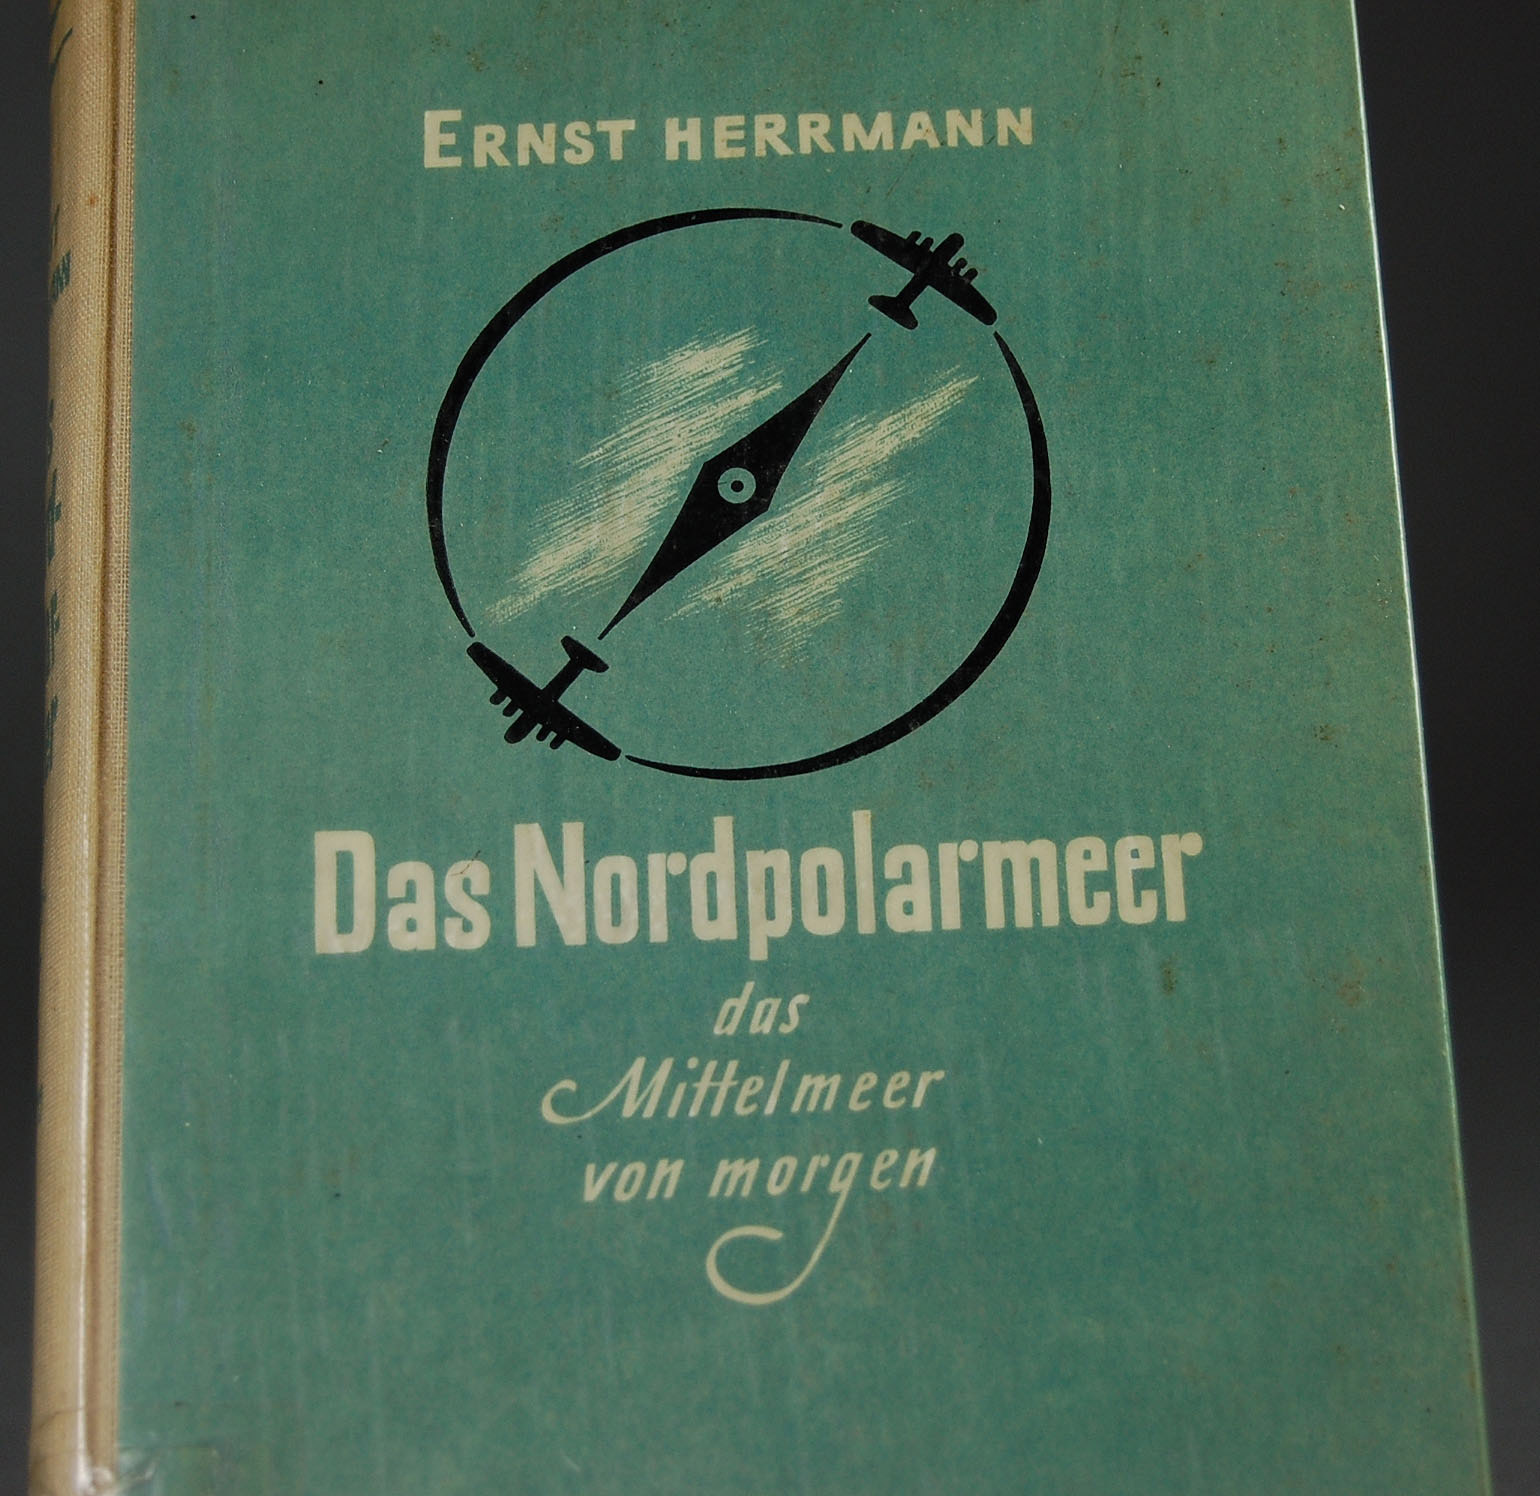 ERNST HERRMANN
Das Nordpolarmeer
das
Mittelmeer
von morgen